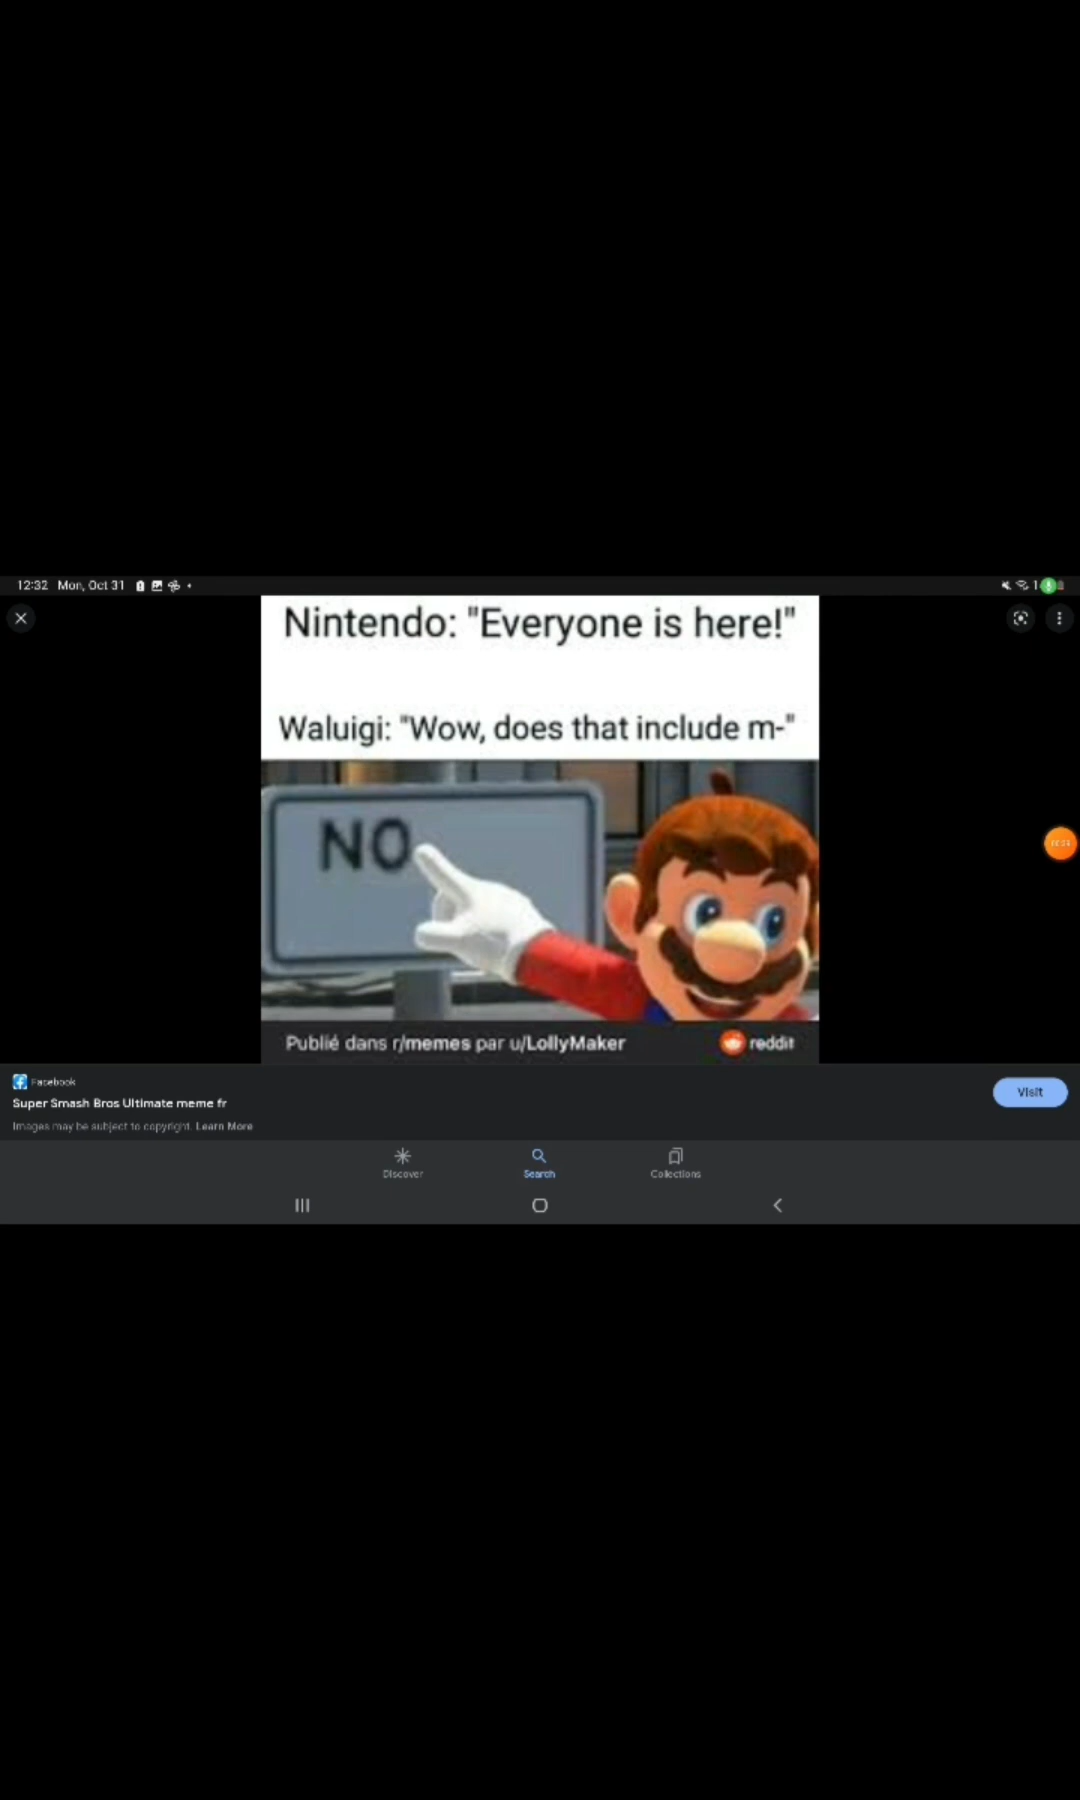 12:32 Mon, Oct 31
Nintendo: "Everyone is here!"
Waluigi: "Wow, does that include m-"
NO
Publié dans r/memes par u/LollyMaker
reddit
Facebook
Super Smash Bros Ultimate meme fr
Visit
Images may be subject to copyright. Learn More
Discover
Search
Collections